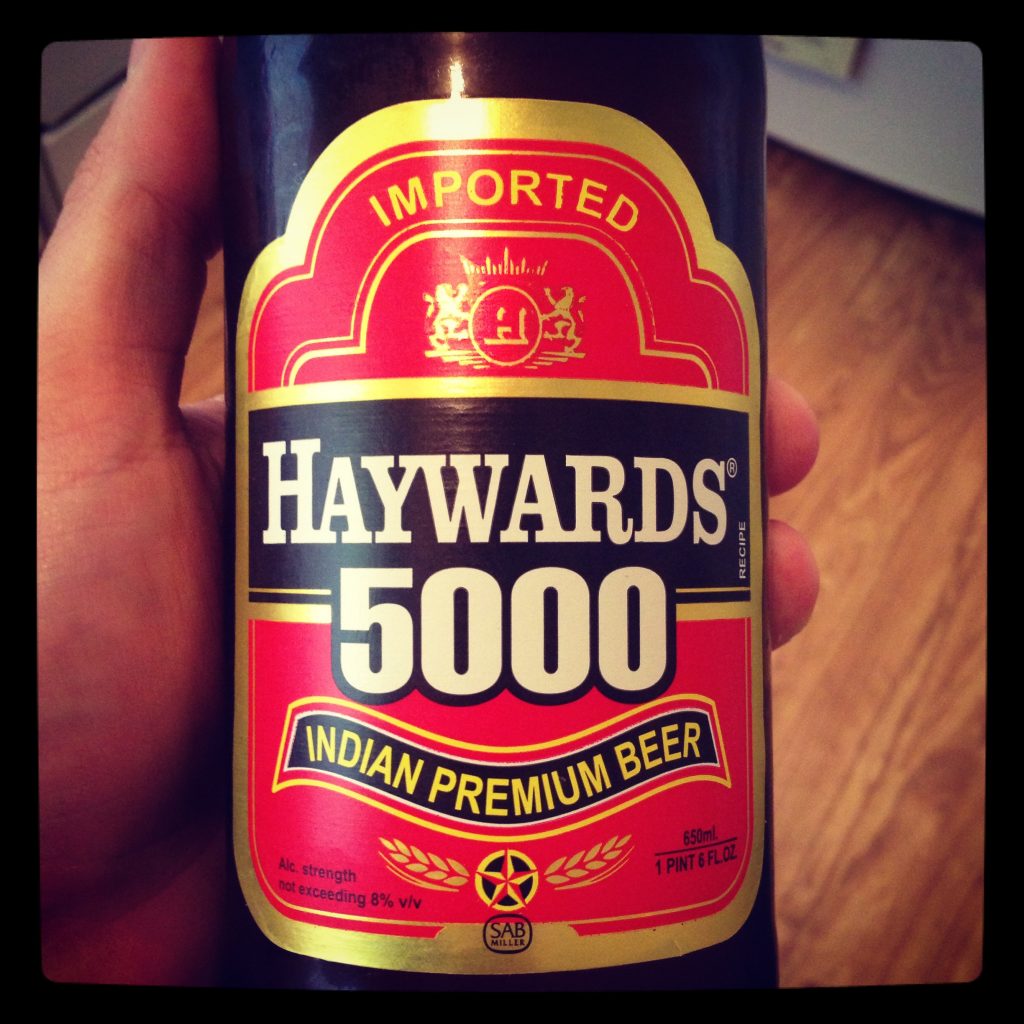 IMPORTED
H
HAYWARDS®
RECIPE
5000
INDIAN PREMIUM BEER
Alc. strength
not exceeding 8% v/v
650ml.
1 PINT 6 FL.OZ.
SAB
MILLER